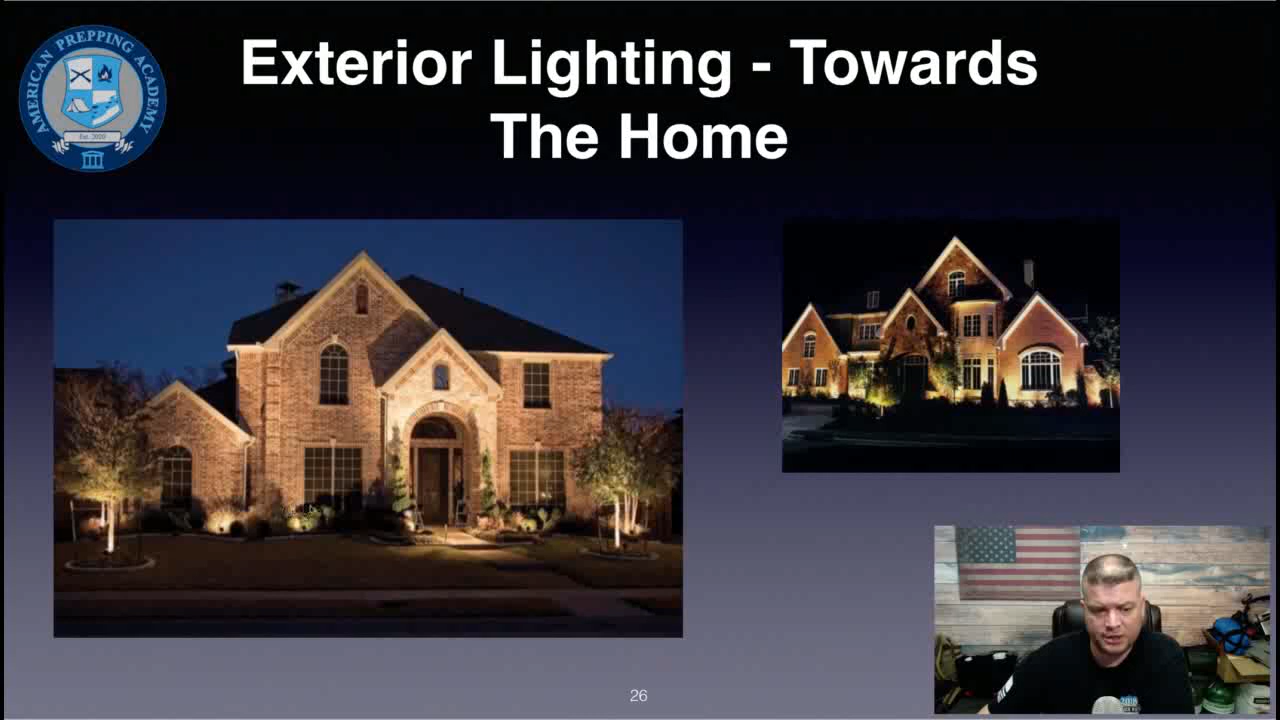 Exterior Lighting - Towards
The Home
AMERICAN PREPPING ACADEMY
Est. 2020
26